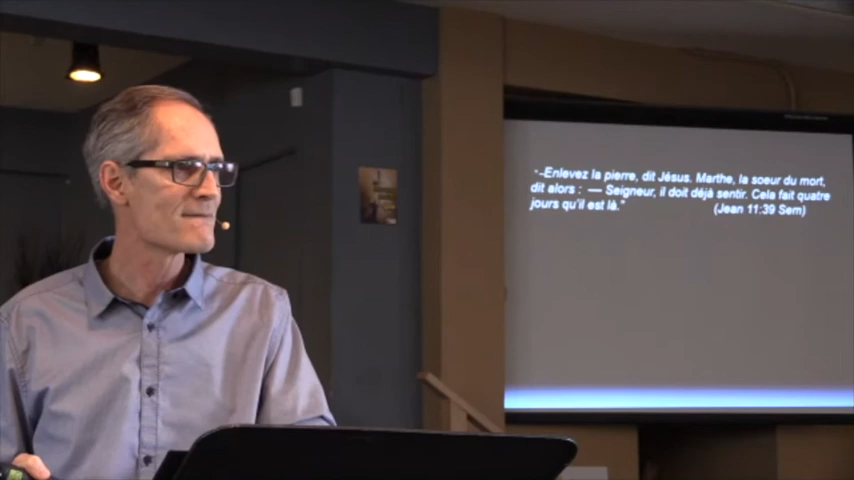 "–Enlevez la pierre, dit Jésus. Marthe, la soeur du mort,
dit alors : — Seigneur, il doit déjà sentir. Cela fait quatre
jours qu'il est là." (Jean 11:39 Sem)